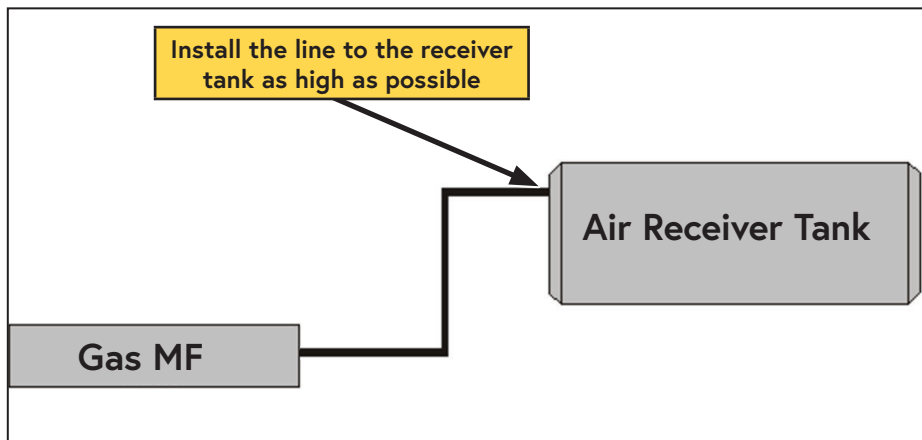 Install the line to the receiver
tank as high as possible
Air Receiver Tank
Gas MF